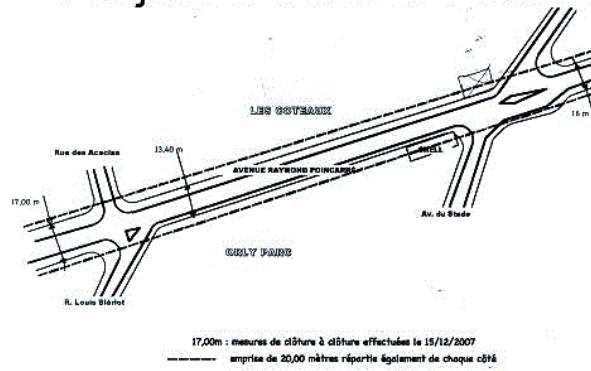 LES COTEAUX
Rue des Acacias
13,40 m
AVENUE RAYMOND POINCARRÉ
SHELL
16 m
17,00 m
Av. du Stade
ORLY PARC
R. Louis Blériot
17,00m : mesures de clôture à clôture effectuées le 15/12/2007
emprise de 20,00 mètres répartie également de chaque côté